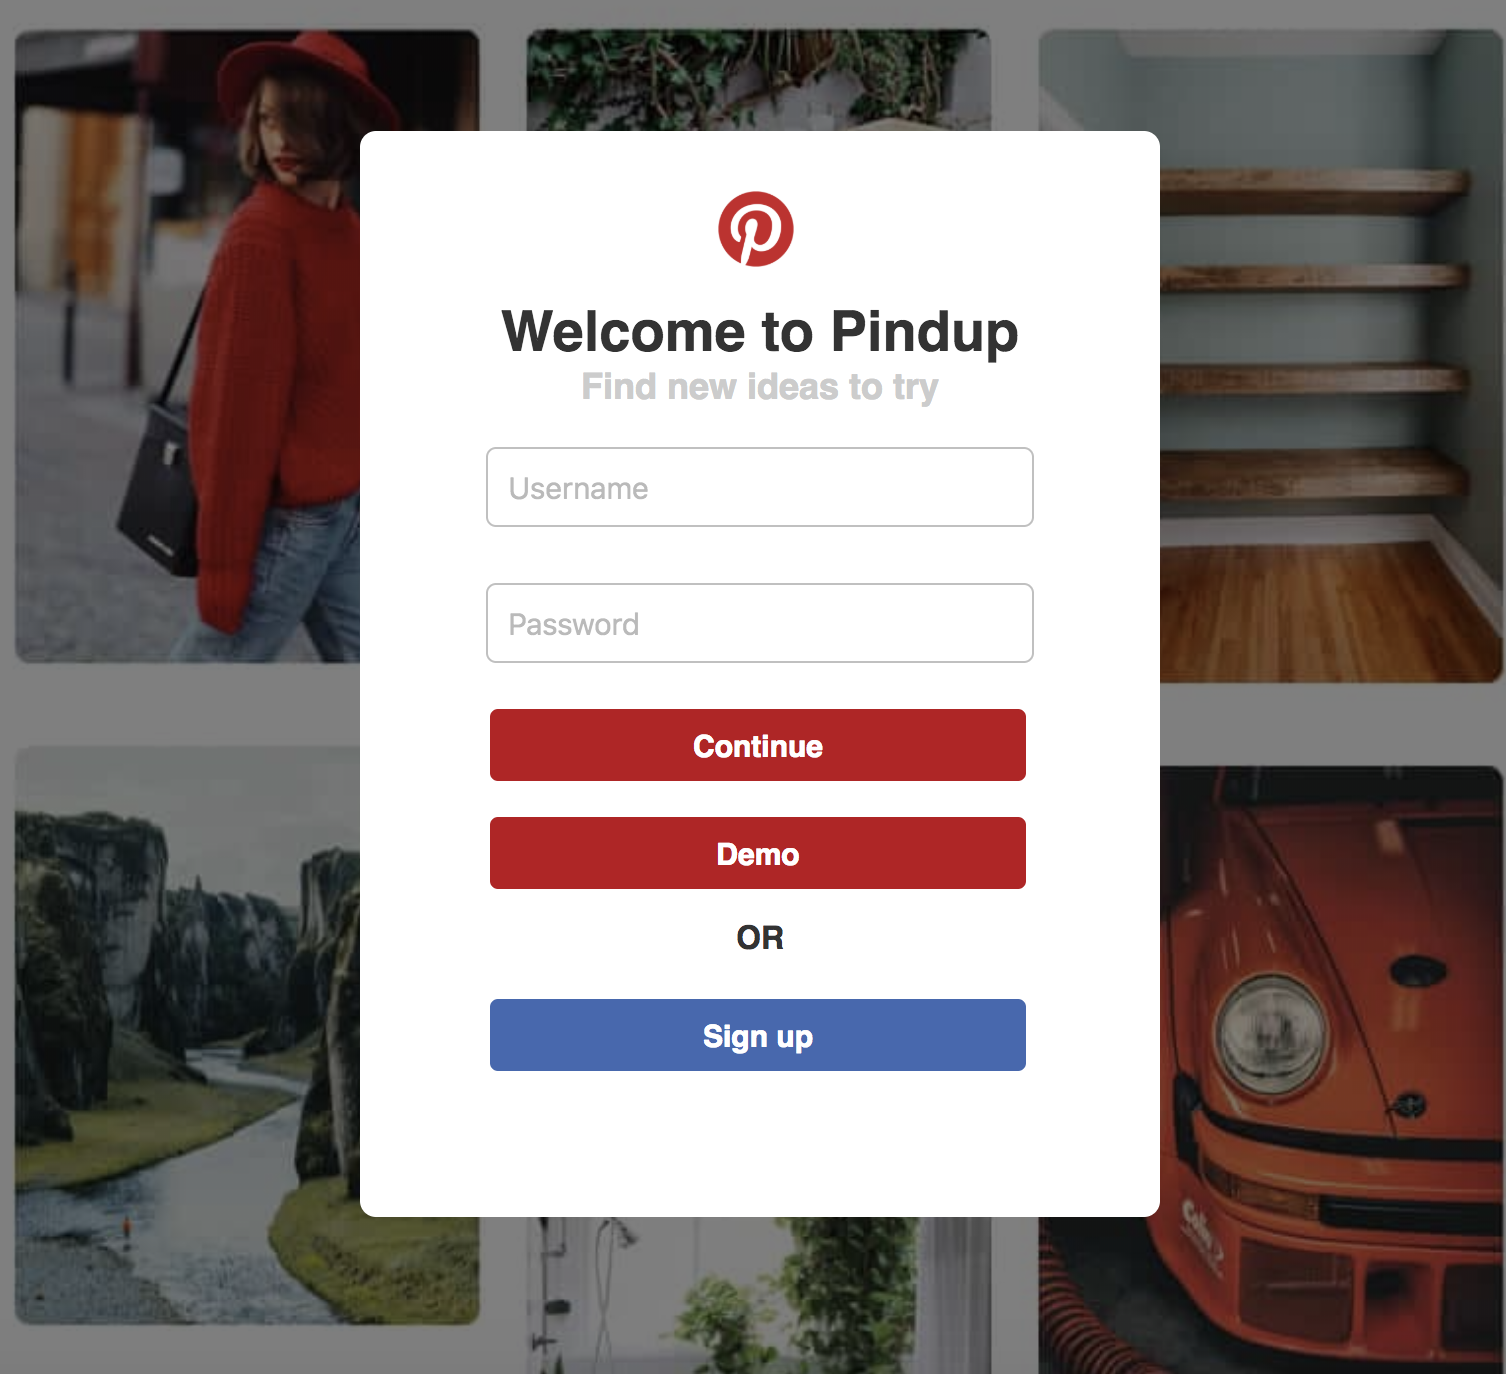 Welcome to Pindup
Find new ideas to try
Username
Password
Continue
Demo
OR
Sign up